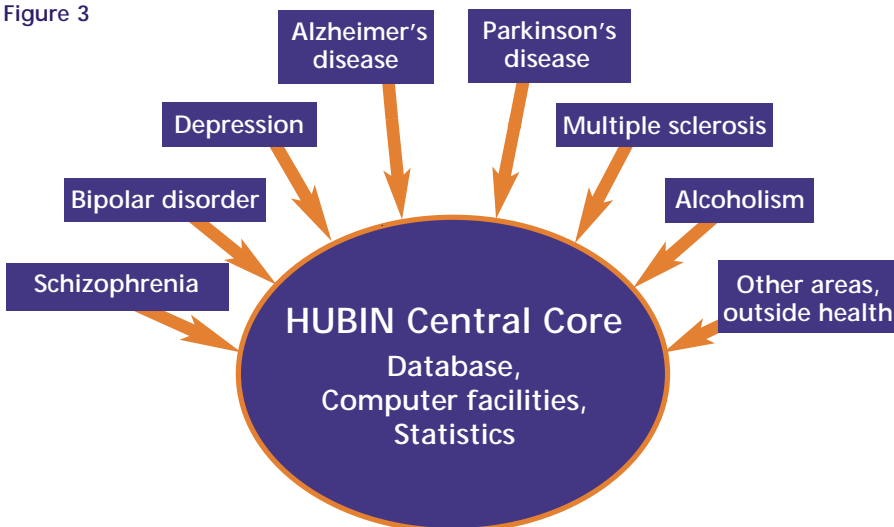 Figure 3
Alzheimer's
disease
Parkinson's
disease
Depression
Multiple sclerosis
Bipolar disorder
Alcoholism
Schizophrenia
Other areas,
outside health
HUBIN Central Core
Database,
Computer facilities,
Statistics